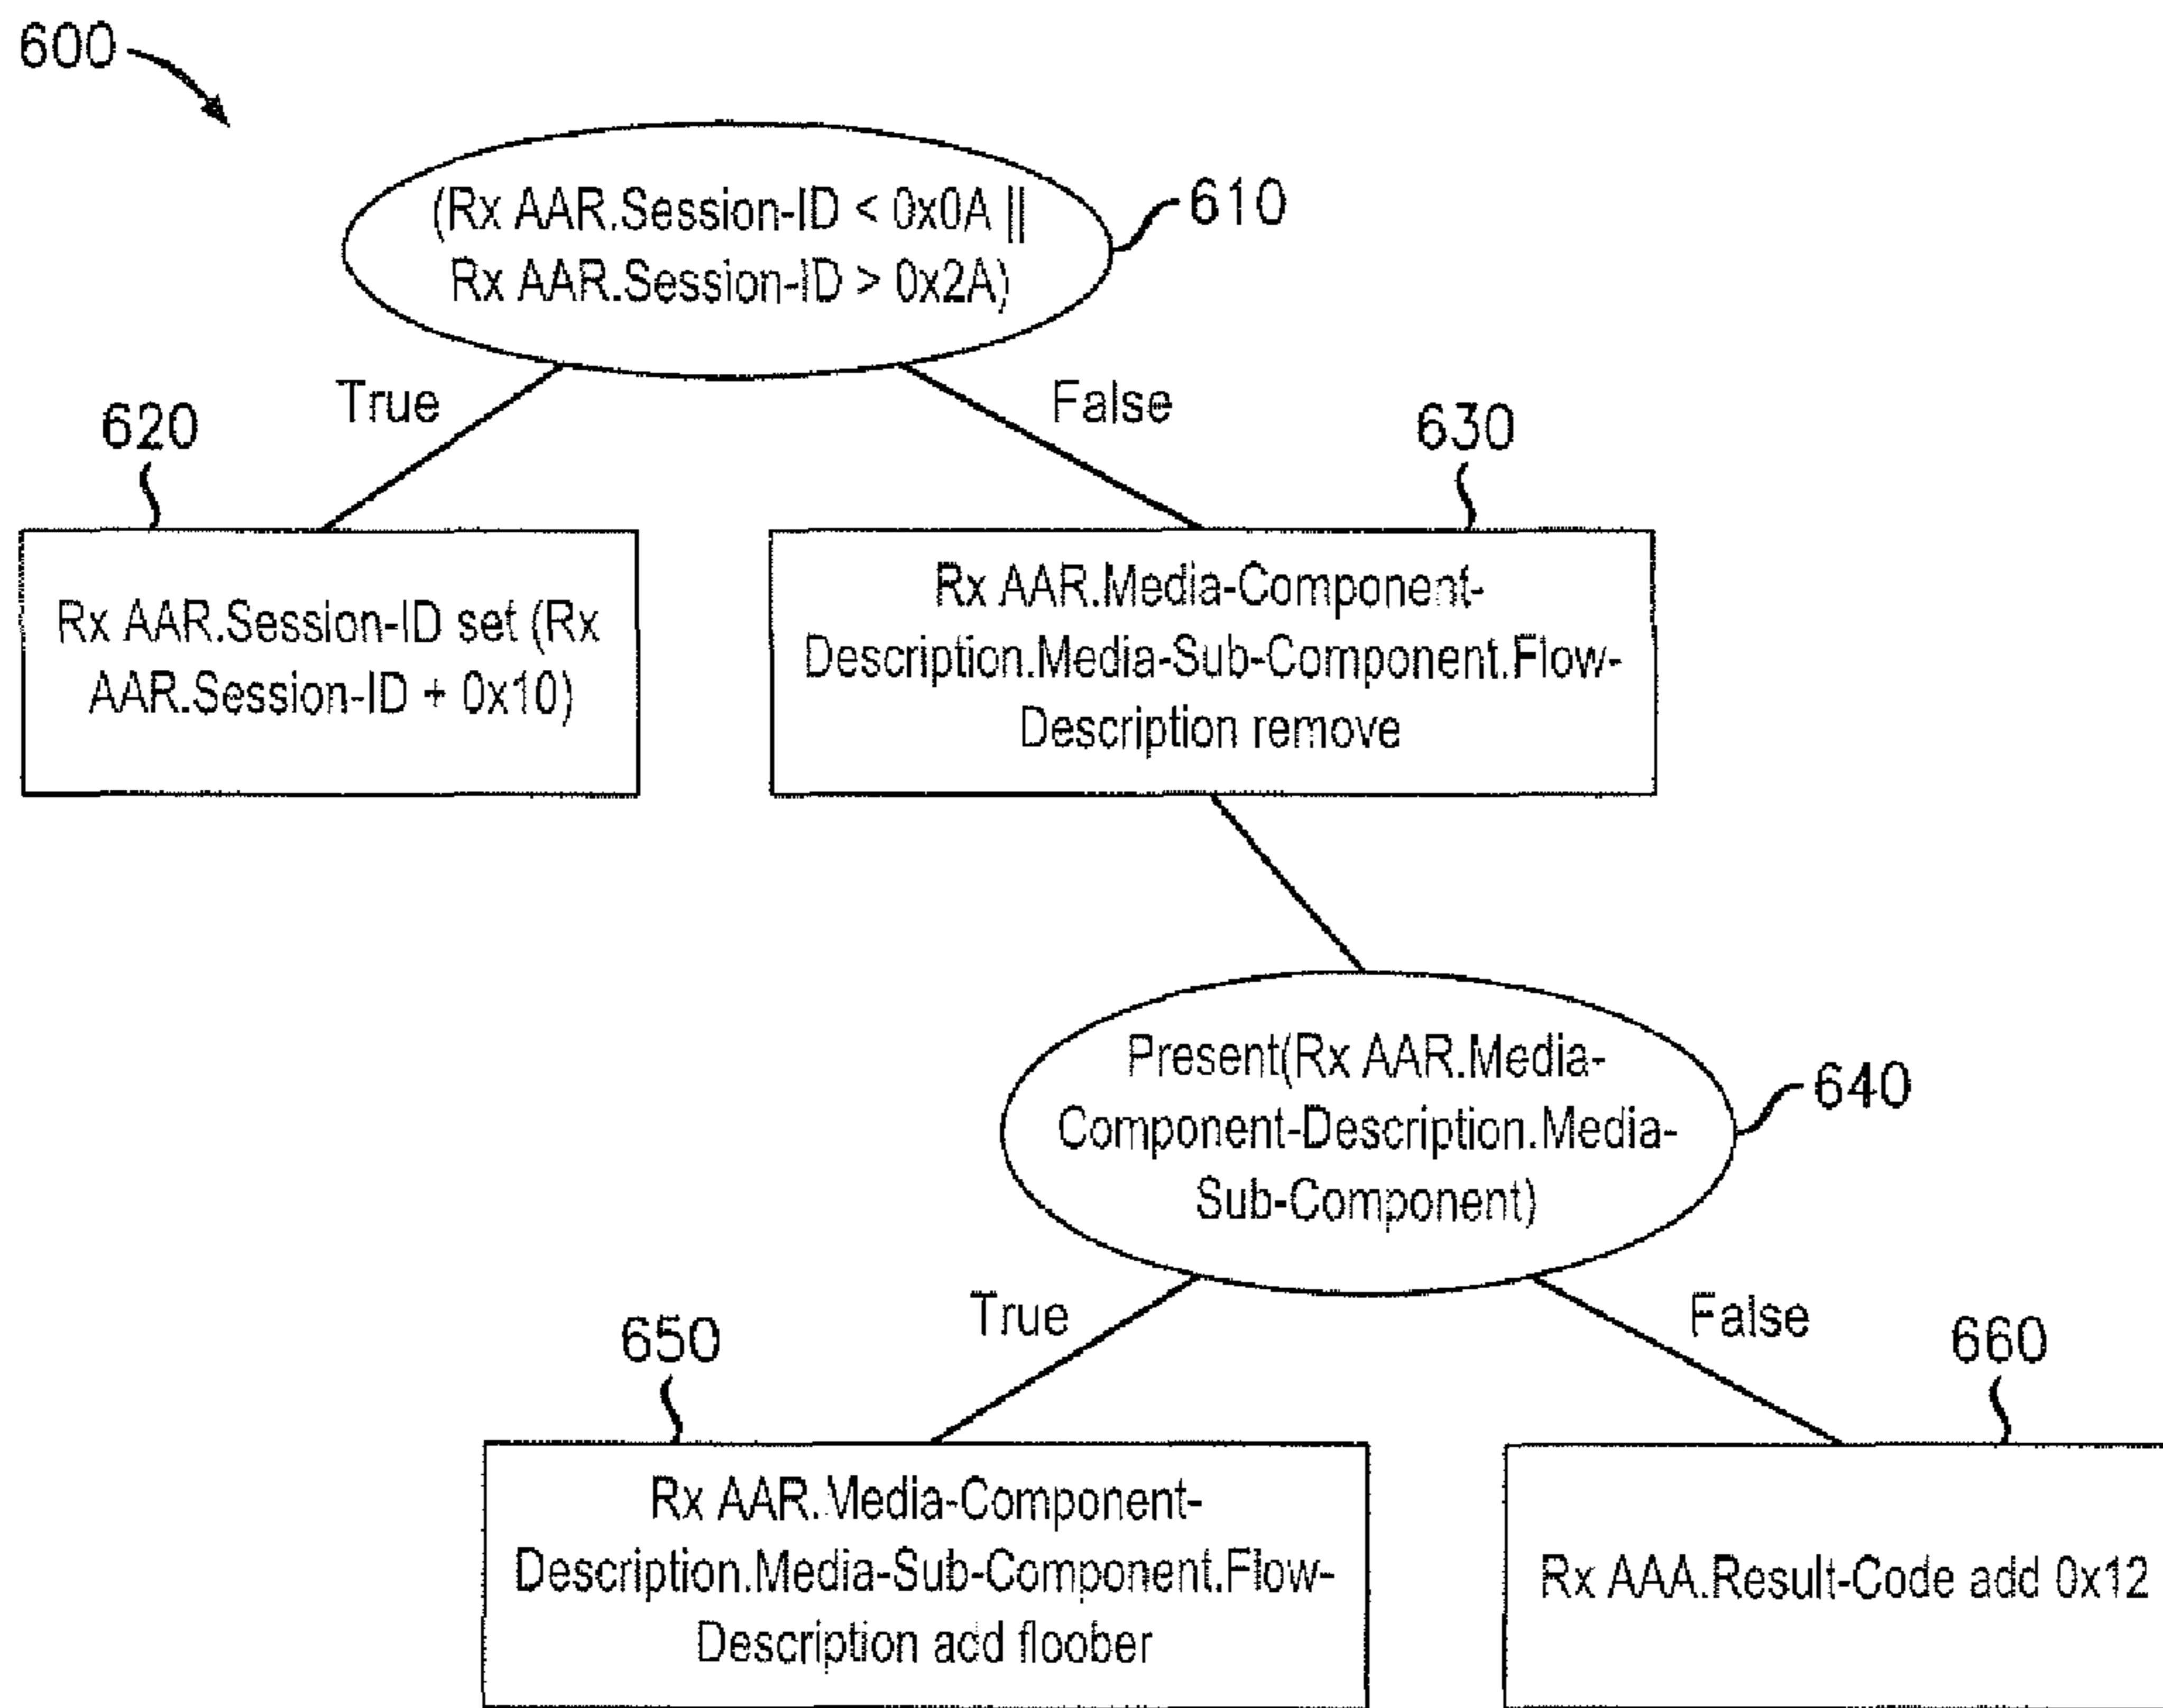 600
(Rx AAR.Session-ID < 0x0A ||
Rx AAR.Session-ID > 0x2A)
610
True
False
620
630
Rx AAR.Session-ID set (Rx
AAR.Session-ID + 0x10)
Rx AAR.Media-Component-
Description.Media-Sub-Component.Flow-
Description remove
Present(Rx AAR.Media-
Component-Description.Media-
Sub-Component)
640
True
False
650
660
Rx AAR.Media-Component-
Description.Media-Sub-Component.Flow-
Description add floober
Rx AAA.Result-Code add 0x12